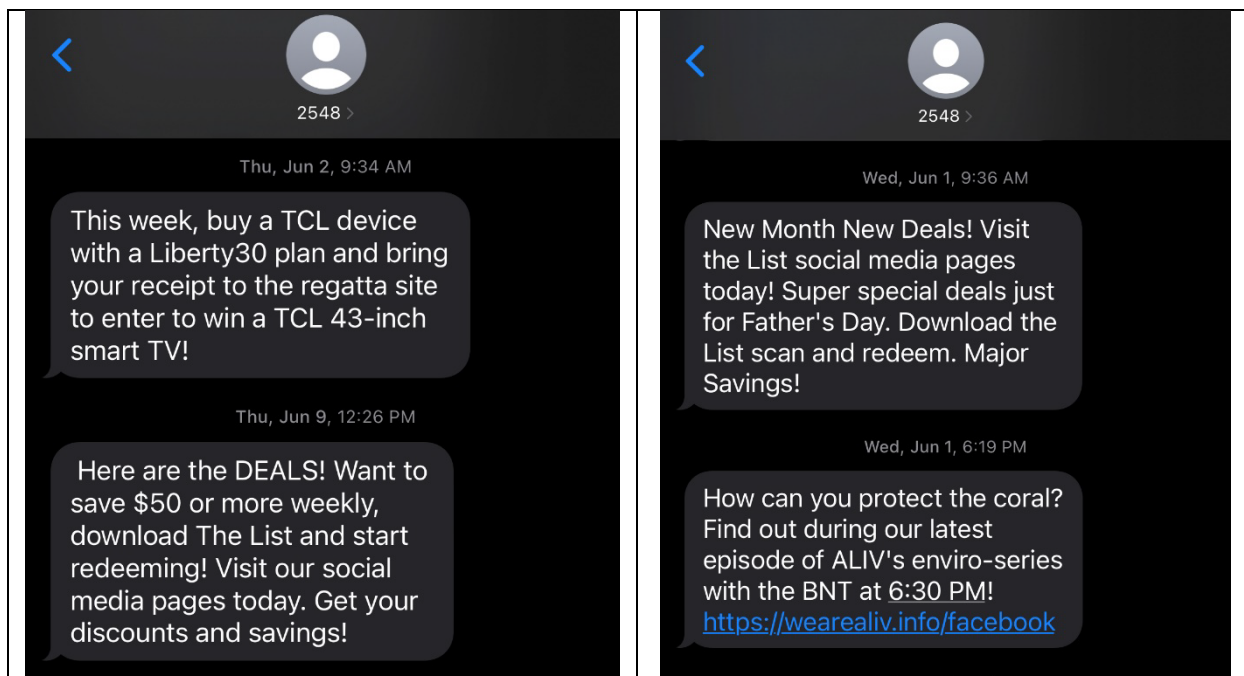 2548
Thu, Jun 2, 9:34 AM
This week, buy a TCL device
with a Liberty30 plan and bring
your receipt to the regatta site
to enter to win a TCL 43-inch
smart TV!
Thu, Jun 9, 12:26 PM
Here are the DEALS! Want to
save $50 or more weekly,
download The List and start
redeeming! Visit our social
media pages today. Get your
discounts and savings!
2548
Wed, Jun 1, 9:36 AM
New Month New Deals! Visit
the List social media pages
today! Super special deals just
for Father's Day. Download the
List scan and redeem. Major
Savings!
Wed, Jun 1, 6:19 PM
How can you protect the coral?
Find out during our latest
episode of ALIV's enviro-series
with the BNT at 6:30 PM!
https://wearealiv.info/facebook